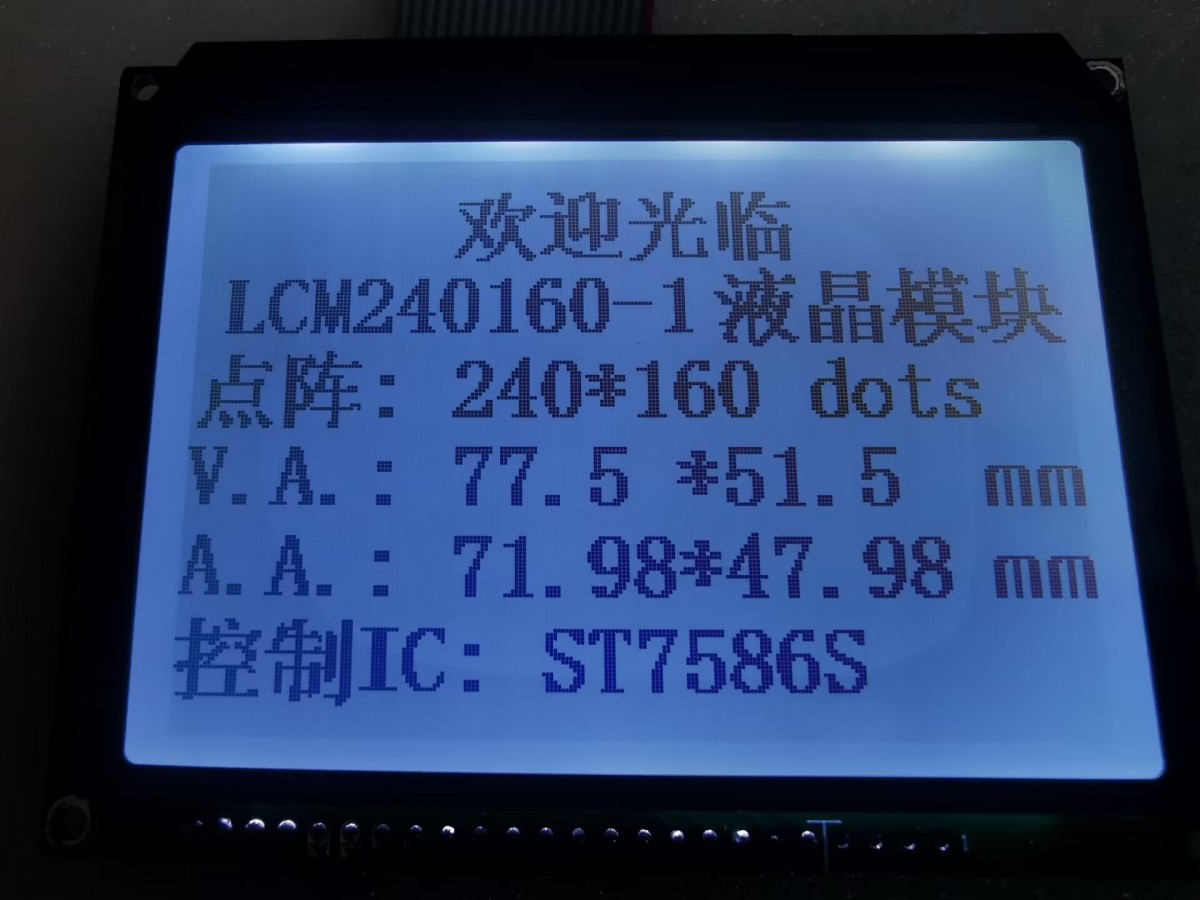 欢迎光临
LCM240160-1液晶模块
点阵: 240*160 dots
V.A.: 77.5 *51.5 mm
A.A.: 71.98*47.98 mm
控制IC: ST7586S
1